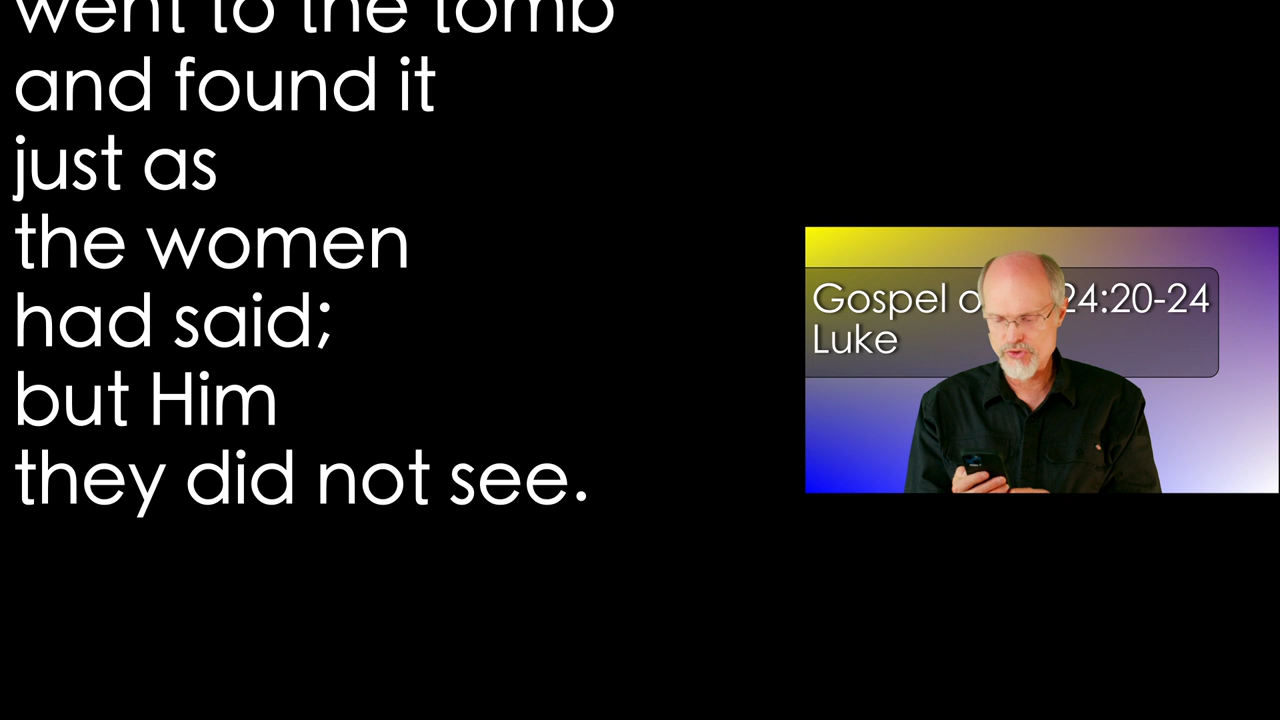 went to the tomb
and found it
just as
the women
had said;
but Him
they did not see.
Gospel o 24:20-24
Luke